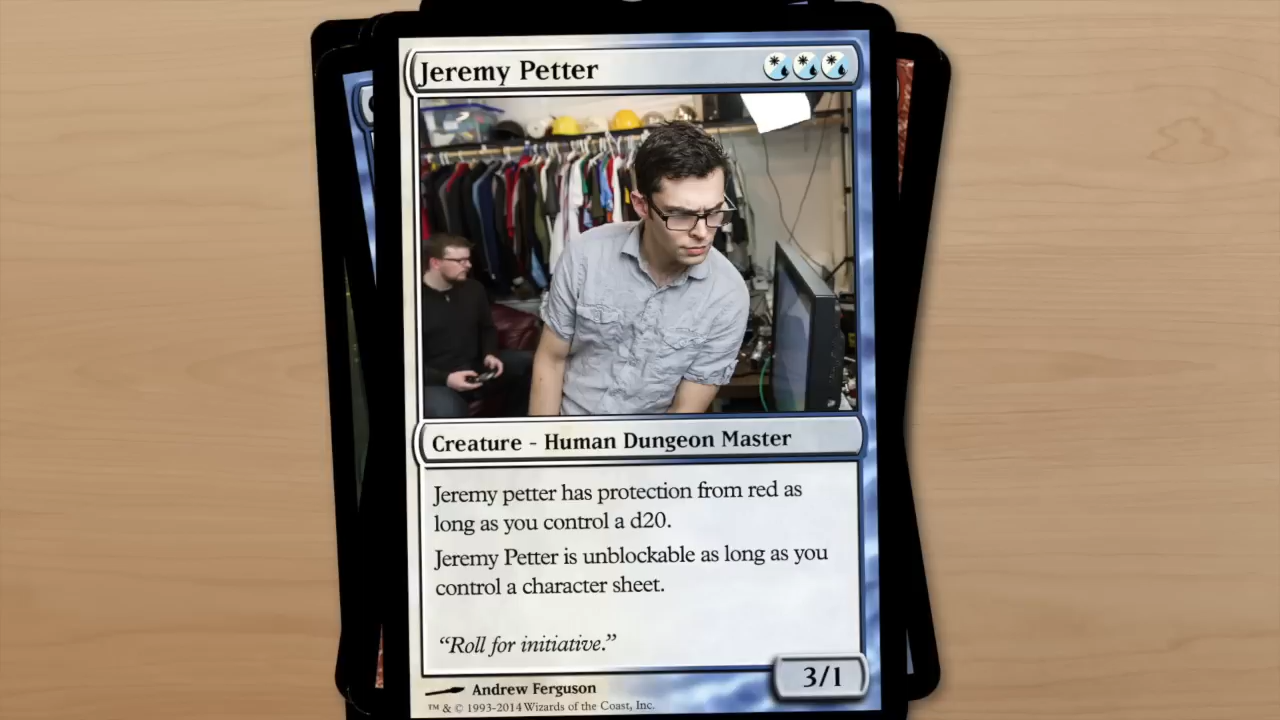 Jeremy Petter
Creature - Human Dungeon Master
Jeremy petter has protection from red as
long as you control a d20.
Jeremy Petter is unblockable as long as you
control a character sheet.
“Roll for initiative.”
3/1
Andrew Ferguson
™ & © 1993-2014 Wizards of the Coast, Inc.